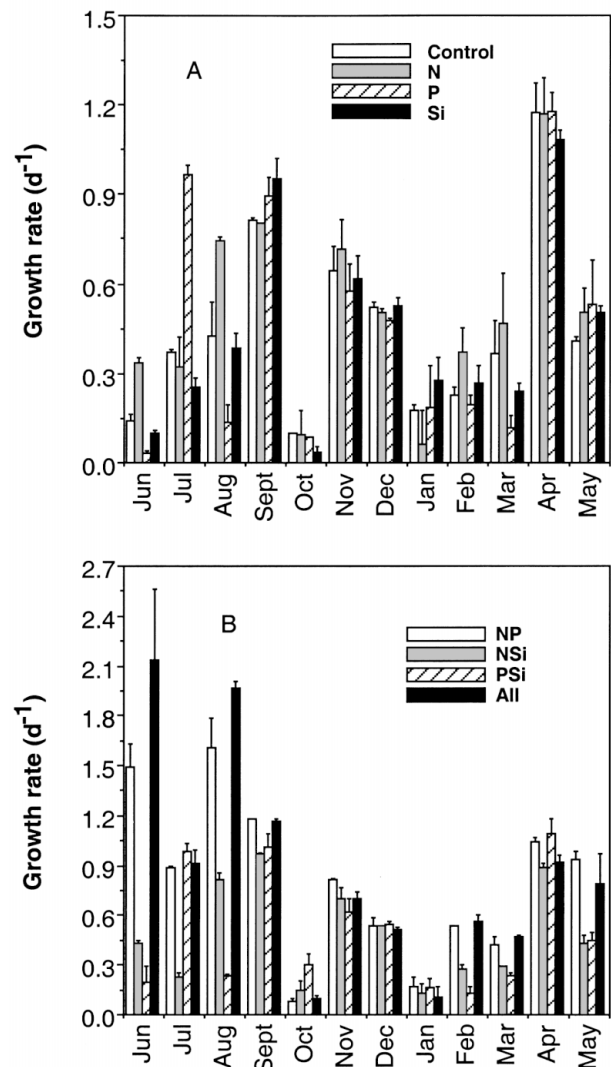 1.5
1.2
0.9
0.6
0.3
0.0
Growth rate (d-1)
A
Control
N
P
Si
Jun Jul Aug Sept Oct Nov Dec Jan Feb Mar Apr May
2.7
2.4
2.1
1.8
1.5
1.2
0.9
0.6
0.3
0.0
Growth rate (d-1)
B
NP
NSi
PSi
All
Jun Jul Aug Sept Oct Nov Dec Jan Feb Mar Apr May